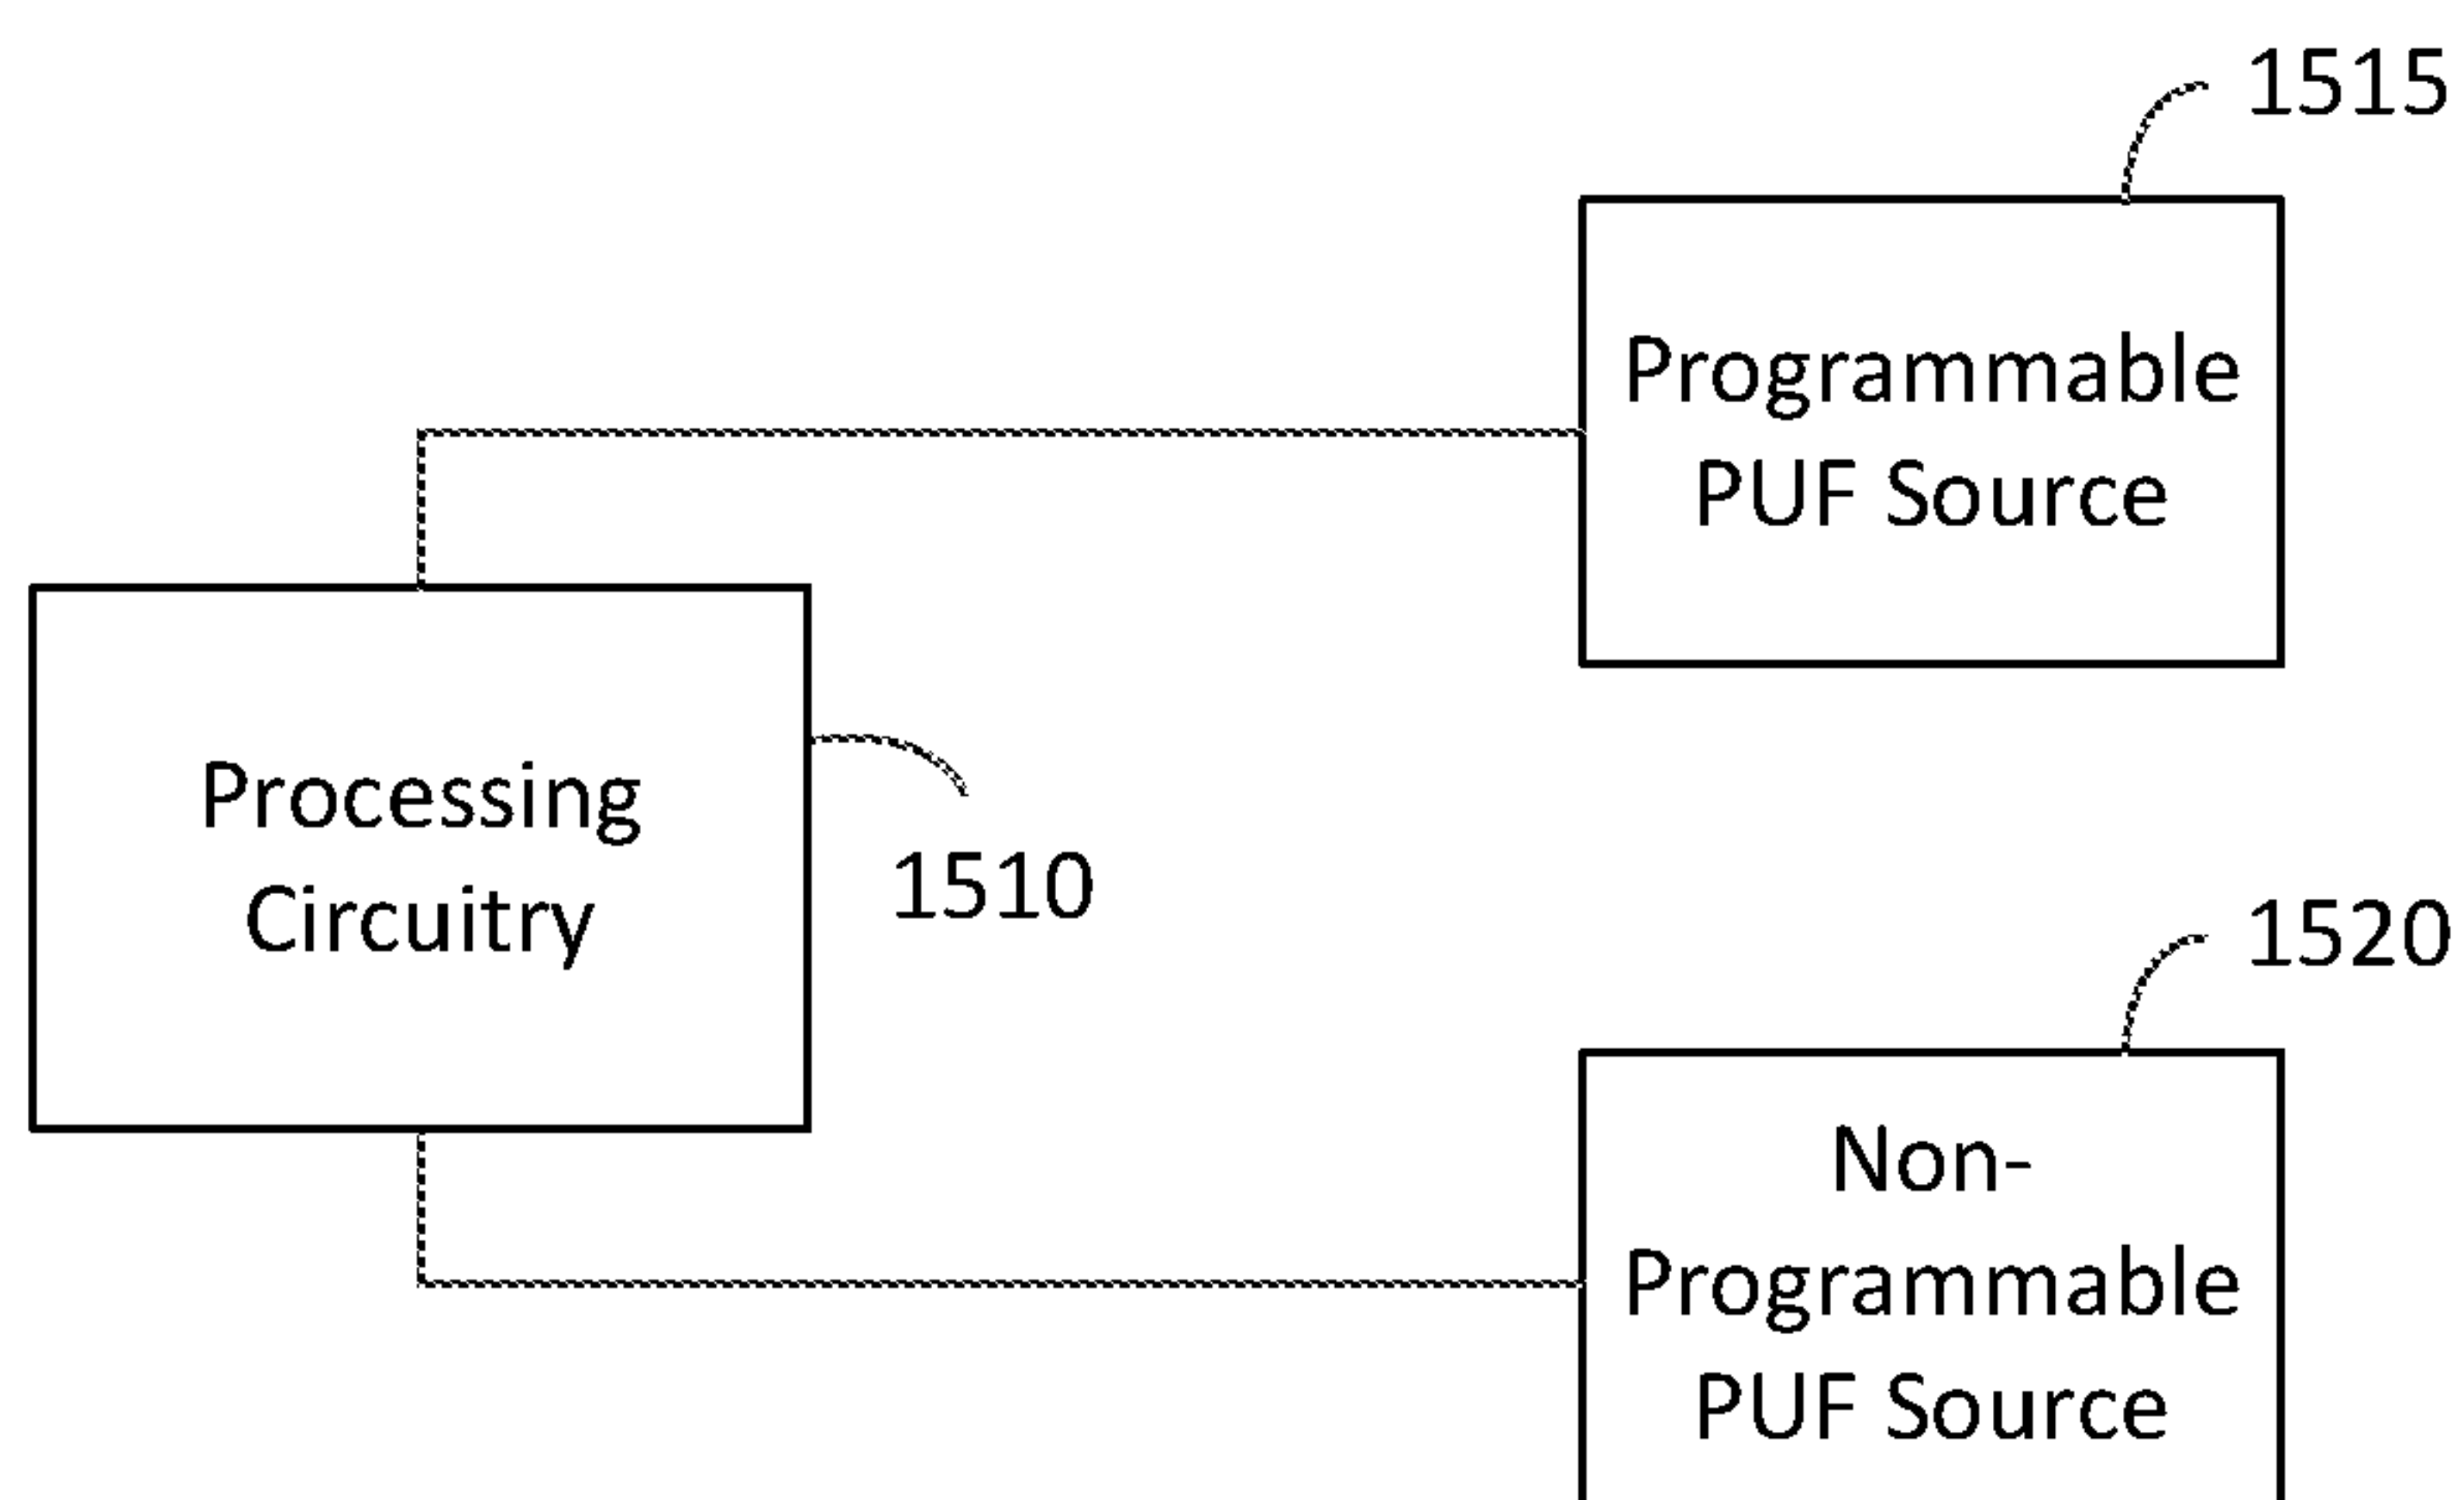 1515
Programmable
PUF Source
Processing
Circuitry
1510
1520
Non-
Programmable
PUF Source